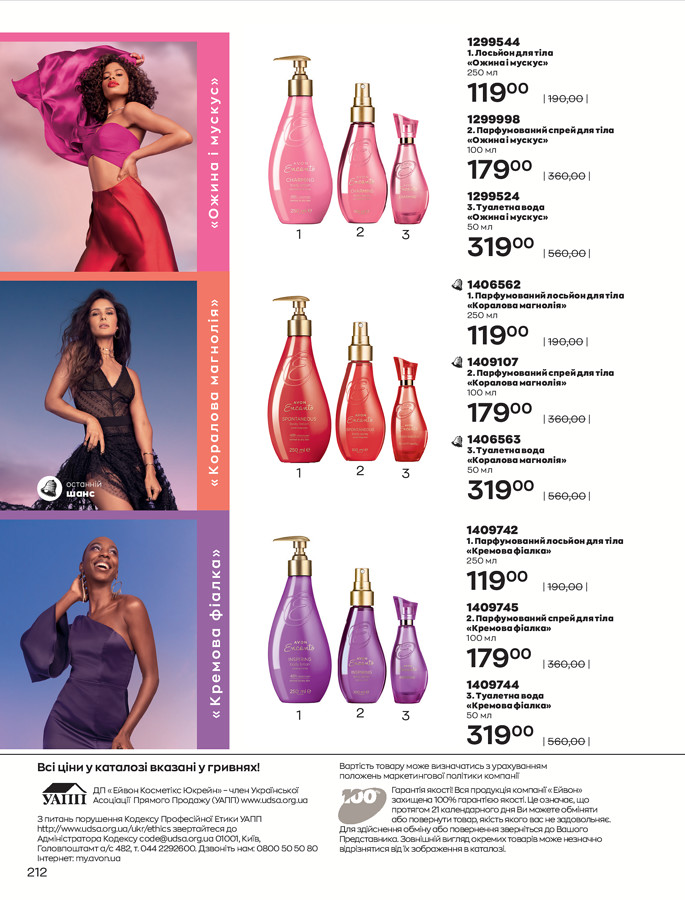 «Ожина і мускус»
1
2
3
1299544
1. Лосьйон для тіла
«Ожина і мускус»
250 мл
119⁰⁰ | 190,00 |
1299998
2. Парфумований спрей для тіла
«Ожина і мускус»
100 мл
179⁰⁰ | 360,00 |
1299524
3. Туалетна вода
«Ожина і мускус»
50 мл
319⁰⁰ | 560,00 |
«Коралова магнолія»
останній
шанс
AVON
Encanto
250 ml
1
2
3
1406562
1. Парфумований лосьйон для тіла
«Коралова магнолія»
250 мл
119⁰⁰ | 190,00 |
1409107
2. Парфумований спрей для тіла
«Коралова магнолія»
100 мл
179⁰⁰ | 360,00 |
1406563
3. Туалетна вода
«Коралова магнолія»
50 мл
319⁰⁰ | 560,00 |
«Кремова фіалка»
AVON
Encanto
1
2
3
1409742
1. Парфумований лосьйон для тіла
«Кремова фіалка»
250 мл
119⁰⁰ | 190,00 |
1409745
2. Парфумований спрей для тіла
«Кремова фіалка»
100 мл
179⁰⁰ | 360,00 |
1409744
3. Туалетна вода
«Кремова фіалка»
50 мл
319⁰⁰ | 560,00 |
Всі ціни у каталозі вказані у гривнях!
УАПП
ДП « Ейвон Косметікс Юкрейн» – член Української
Асоціації Прямого Продажу (УАПП) www.udsa.org.ua
З питань порушення Кодексу Професійної Етики УАПП
http://www.udsa.org.ua/ukr/ethics звертайтеся до
Адміністратора Кодексу code@udsa.org.ua 01001, Київ,
Головпоштамт а/с 482, т. 044 2292600. Дзвоніть нам: 0800 50 50 80
Інтернет: my.avon.ua
212
Вартість товару може визначатись з урахуванням
положень маркетингової політики компанії
100%
Гарантія якості! Вся продукція компанії « Ейвон»
захищена 100% гарантією якості. Це означає, що
протягом 21 календарного дня Ви можете обміняти
або повернути товар, якість якого вас не задовольняє.
Для здійснення обміну або повернення зверніться до Вашого
Представника. Зовнішній вигляд окремих товарів може незначно
відрізнятися від їх зображення в каталозі.